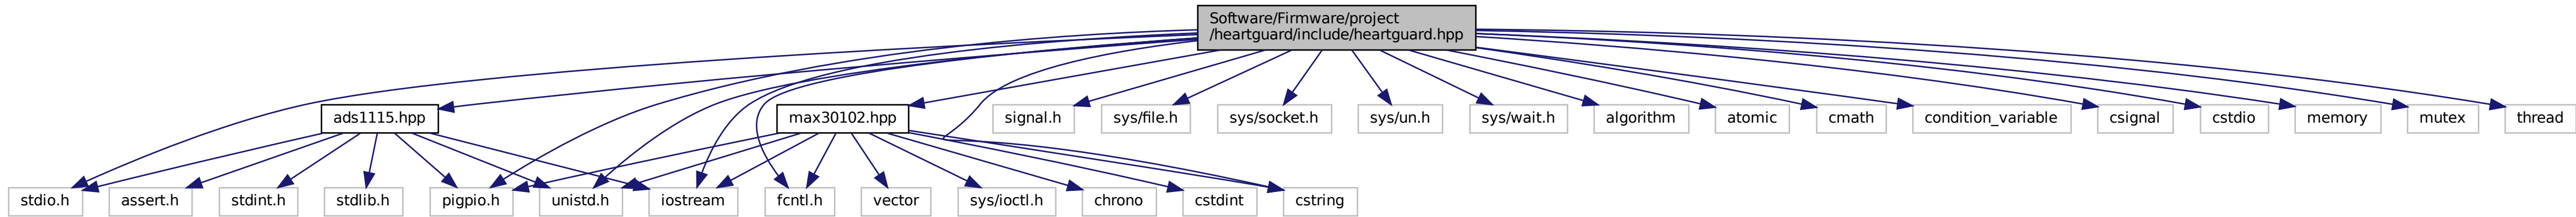 Software/Firmware/project
/heartguard/include/heartguard.hpp
ads1115.hpp
max30102.hpp
signal.h
sys/file.h
sys/socket.h
sys/un.h
sys/wait.h
algorithm
atomic
cmath
condition_variable
csignal
cstdio
memory
mutex
thread
stdio.h
assert.h
stdint.h
stdlib.h
pigpio.h
unistd.h
iostream
fcntl.h
vector
sys/ioctl.h
chrono
cstdint
cstring